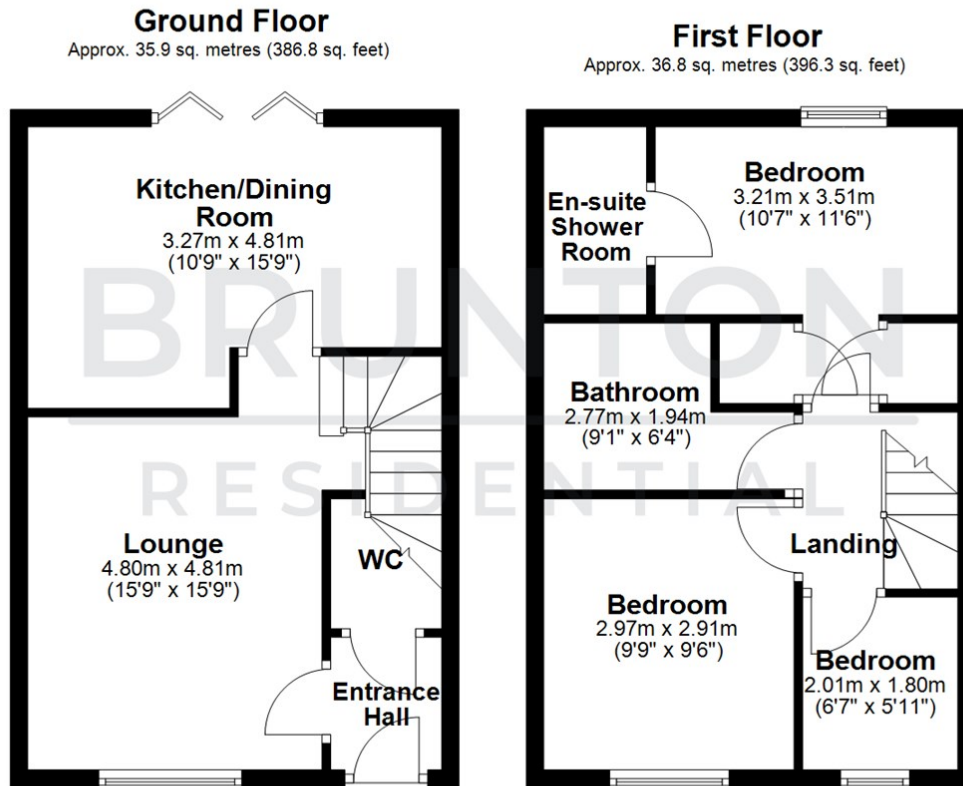 Ground Floor
Approx. 35.9 sq. metres (386.8 sq. feet)
Kitchen/Dining
Room
3.27m x 4.81m
(10'9" x 15'9")
Lounge
4.80m x 4.81m
(15'9" x 15'9")
WC
Entrance
Hall
First Floor
Approx. 36.8 sq. metres (396.3 sq. feet)
En-suite
Shower
Room
Bedroom
3.21m x 3.51m
(10'7" x 11'6")
Bathroom
2.77m x 1.94m
(9'1" x 6'4")
Landing
Bedroom
2.97m x 2.91m
(9'9" x 9'6")
Bedroom
2.01m x 1.80m
(6'7" x 5'11")
BRUNTON
RESIDENTIAL